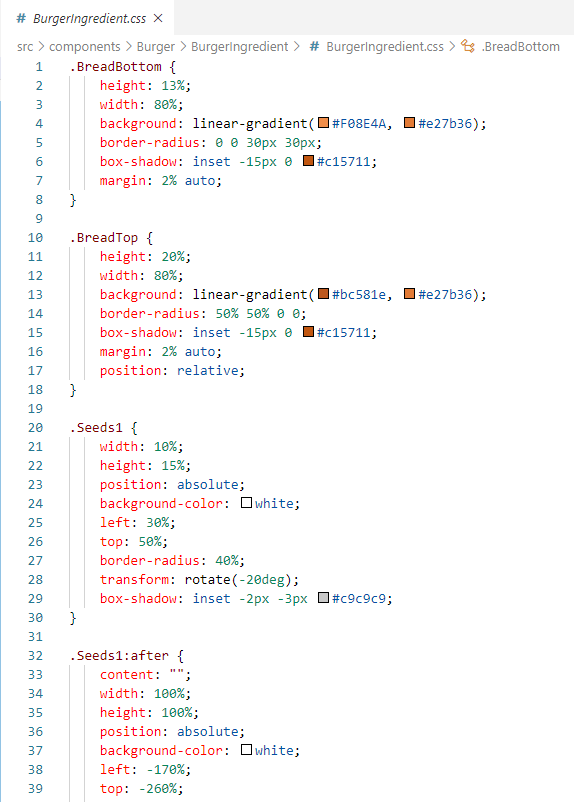 # BurgerIngredient.css ×
src > components > Burger > BurgerIngredient > # BurgerIngredient.css > .BreadBottom
1 .BreadBottom {
2 height: 13%;
3 width: 80%;
4 background: linear-gradient(#F08E4A, #e27b36);
5 border-radius: 0 0 30px 30px;
6 box-shadow: inset -15px 0 #c15711;
7 margin: 2% auto;
8 }
9
10 .BreadTop {
11 height: 20%;
12 width: 80%;
13 background: linear-gradient(#bc581e, #e27b36);
14 border-radius: 50% 50% 0 0;
15 box-shadow: inset -15px 0 #c15711;
16 margin: 2% auto;
17 position: relative;
18 }
19
20 .Seeds1 {
21 width: 10%;
22 height: 15%;
23 position: absolute;
24 background-color: white;
25 left: 30%;
26 top: 50%;
27 border-radius: 40%;
28 transform: rotate(-20deg);
29 box-shadow: inset -2px -3px #c9c9c9;
30 }
31
32 .Seeds1:after {
33 content: "";
34 width: 100%;
35 height: 100%;
36 position: absolute;
37 background-color: white;
38 left: -170%;
39 top: -260%;